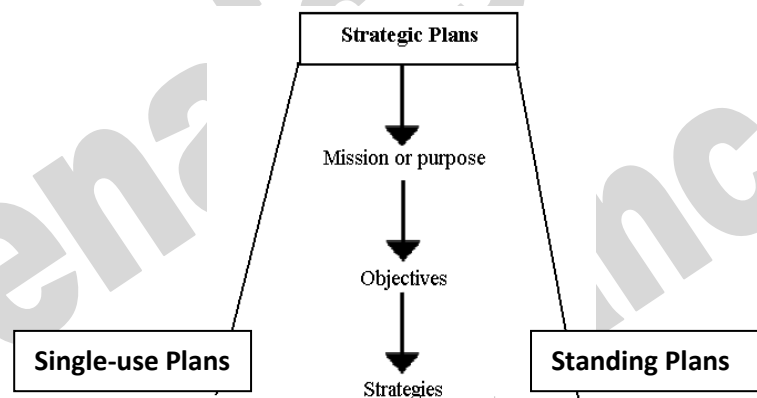 Strategic Plans
Mission or purpose
Objectives
Single-use Plans
Standing Plans
Strategies